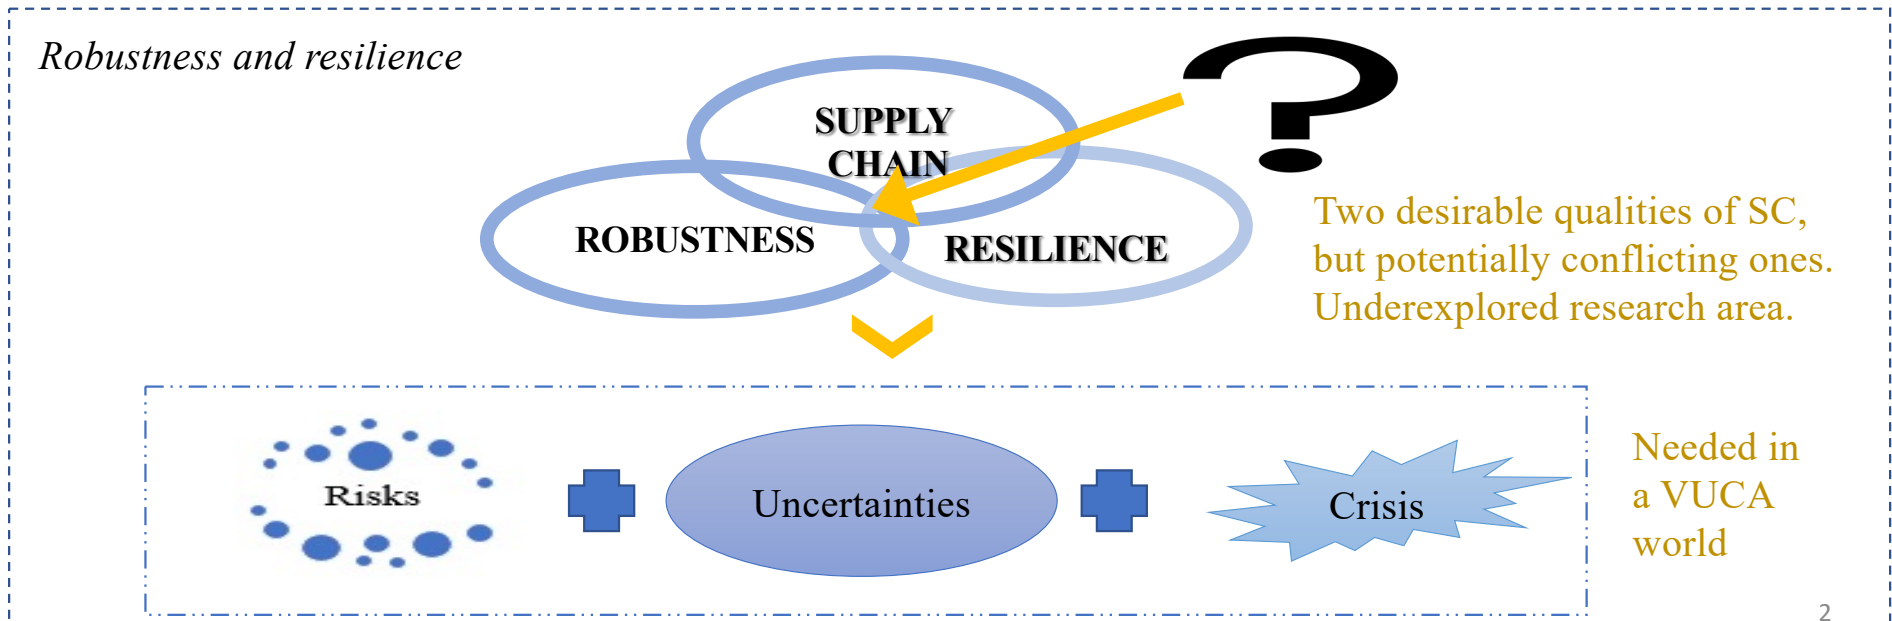 Robustness and resilience
SUPPLY
CHAIN
?
ROBUSTNESS
RESILIENCE
Two desirable qualities of SC,
but potentially conflicting ones.
Underexplored research area.
Risks
Uncertainties
Crisis
Needed in
a VUCA
world
2